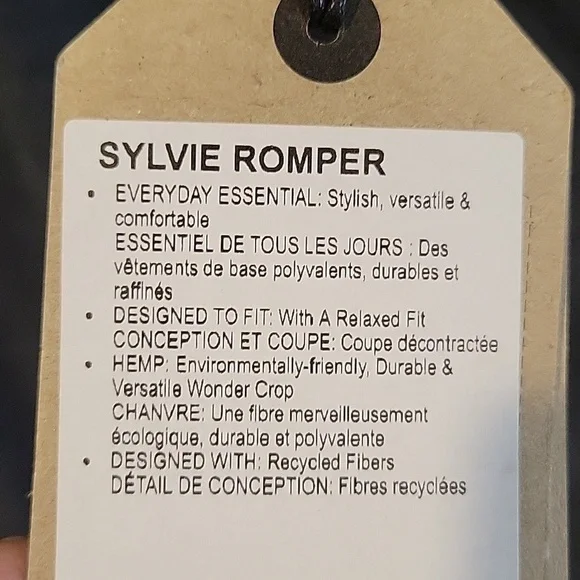 SYLVIE ROMPER
• EVERYDAY ESSENTIAL: Stylish, versatile &
comfortable
ESSENTIEL DE TOUS LES JOURS : Des
vêtements de base polyvalents, durables et
raffinés
• DESIGNED TO FIT: With A Relaxed Fit
CONCEPTION ET COUPE: Coupe décontractée
• HEMP: Environmentally-friendly, Durable &
Versatile Wonder Crop
CHANVRE: Une fibre merveilleusement
écologique, durable et polyvalente
• DESIGNED WITH: Recycled Fibers
DÉTAIL DE CONCEPTION: Fibres recyclées